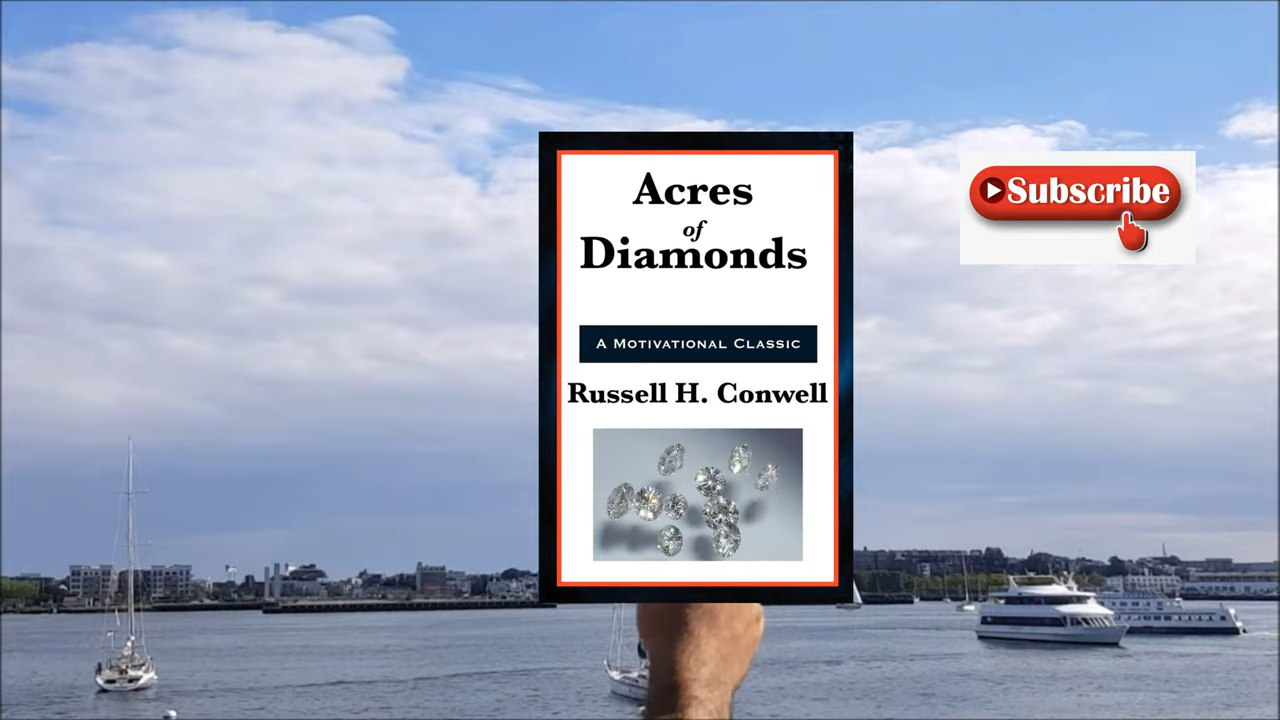 Acres
of
Diamonds
A Motivational Classic
Russell H. Conwell
Subscribe